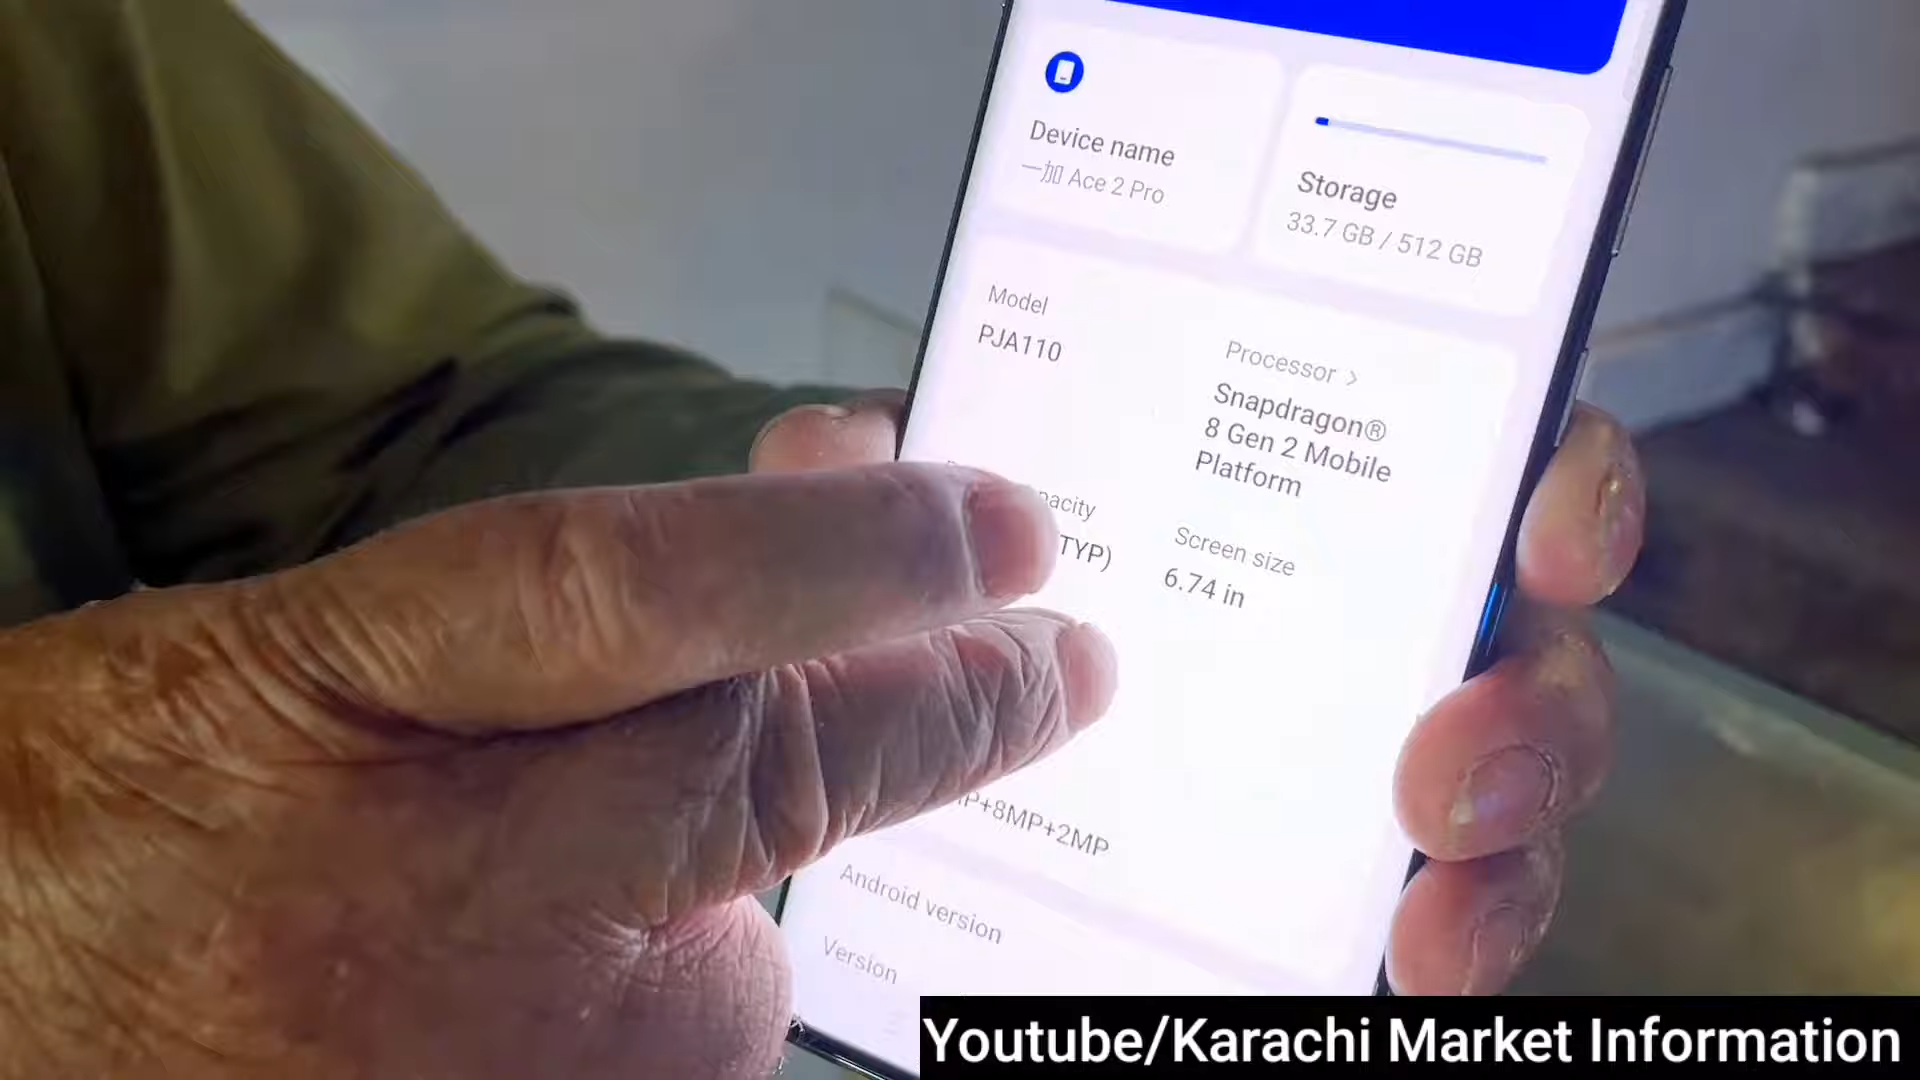 Device name
一加 Ace 2 Pro
Storage
33.7 GB / 512 GB
Model
PJA110
Processor >
Snapdragon®
8 Gen 2 Mobile
Platform
TYP)
Screen size
6.74 in
+8MP+2MP
Android version
Version
Youtube/Karachi Market Information